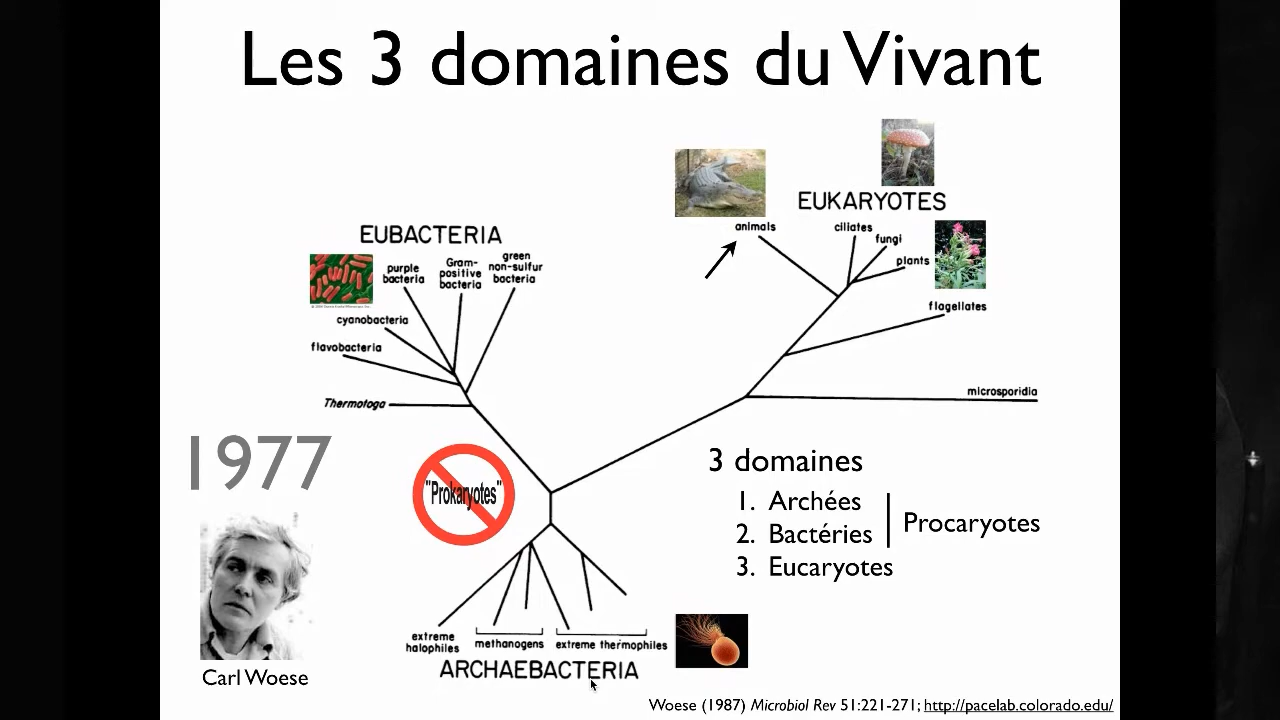 Les 3 domaines du Vivant
EUKARYOTES
animals
ciliates
fungi
plants
flagellates
microsporidia
EUBACTERIA
purple
bacteria
Gram-
positive
bacteria
green
non-sulfur
bacteria
cyanobacteria
flavobacteria
Thermotoga
1977
"Prokaryotes"
3 domaines
1. Archées
2. Bactéries
Procaryotes
3. Eucaryotes
extreme
halophiles
methanogens
extreme thermophiles
ARCHAEBACTERIA
Carl Woese
Woese (1987) Microbiol Rev 51:221-271; http://pacelab.colorado.edu/